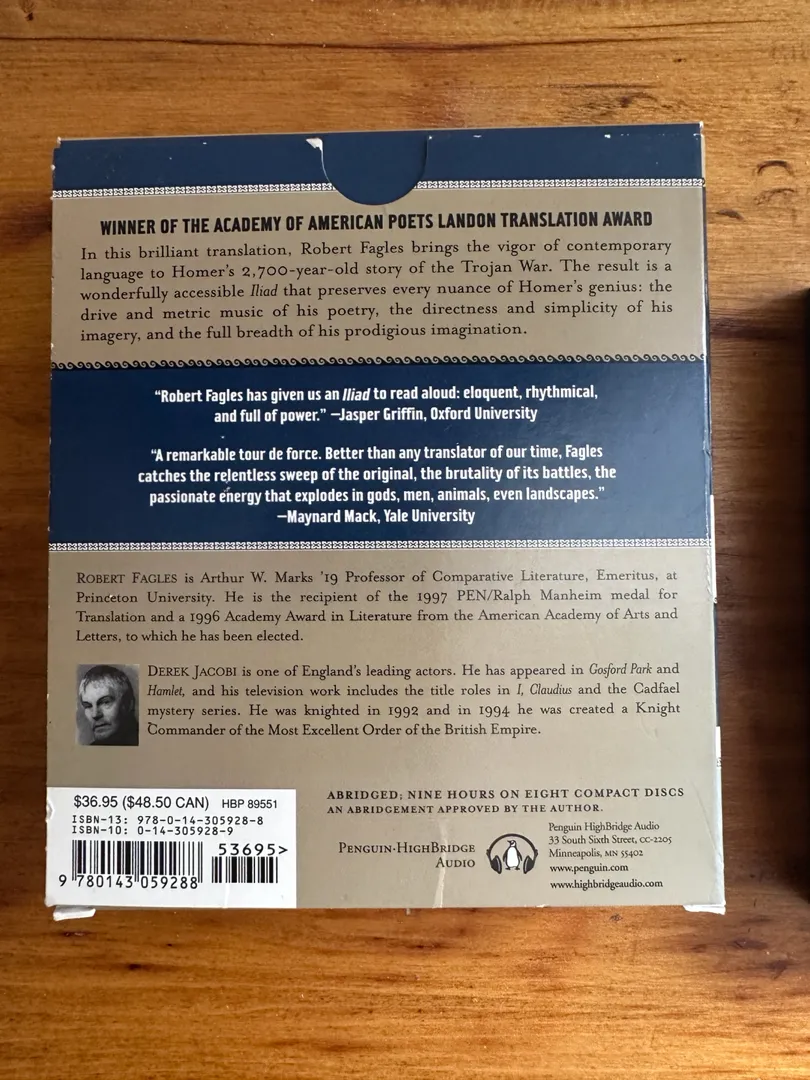 WINNER OF THE ACADEMY OF AMERICAN POETS LANDON TRANSLATION AWARD
In this brilliant translation, Robert Fagles brings the vigor of contemporary
language to Homer's 2,700-year-old story of the Trojan War. The result is a
wonderfully accessible Iliad that preserves every nuance of Homer's genius: the
drive and metric music of his poetry, the directness and simplicity of his
imagery, and the full breadth of his prodigious imagination.
“Robert Fagles has given us an Iliad to read aloud: eloquent, rhythmical,
and full of power.” —Jasper Griffin, Oxford University
“A remarkable tour de force. Better than any translator of our time, Fagles
catches the relentless sweep of the original, the brutality of its battles, the
passionate energy that explodes in gods, men, animals, even landscapes.”
—Maynard Mack, Yale University
ROBERT FAGLES is Arthur W. Marks '19 Professor of Comparative Literature, Emeritus, at
Princeton University. He is the recipient of the 1997 PEN/Ralph Manheim medal for
Translation and a 1996 Academy Award in Literature from the American Academy of Arts and
Letters, to which he has been elected.
DEREK JACOBI is one of England's leading actors. He has appeared in Gosford Park and
Hamlet, and his television work includes the title roles in I, Claudius and the Cadfael
mystery series. He was knighted in 1992 and in 1994 he was created a Knight
Commander of the Most Excellent Order of the British Empire.
$36.95 ($48.50 CAN) HBP 89551
ISBN-13: 978-0-14-305928-8
ISBN-10: 0-14-305928-9
53695>
9 780143 059288
ABRIDGED; NINE HOURS ON EIGHT COMPACT DISCS
AN ABRIDGEMENT APPROVED BY THE AUTHOR.
PENGUIN·HIGHBRIDGE
AUDIO
Penguin HighBridge Audio
33 South Sixth Street, CC-2205
Minneapolis, MN 55402
www.penguin.com
www.highbridgeaudio.com